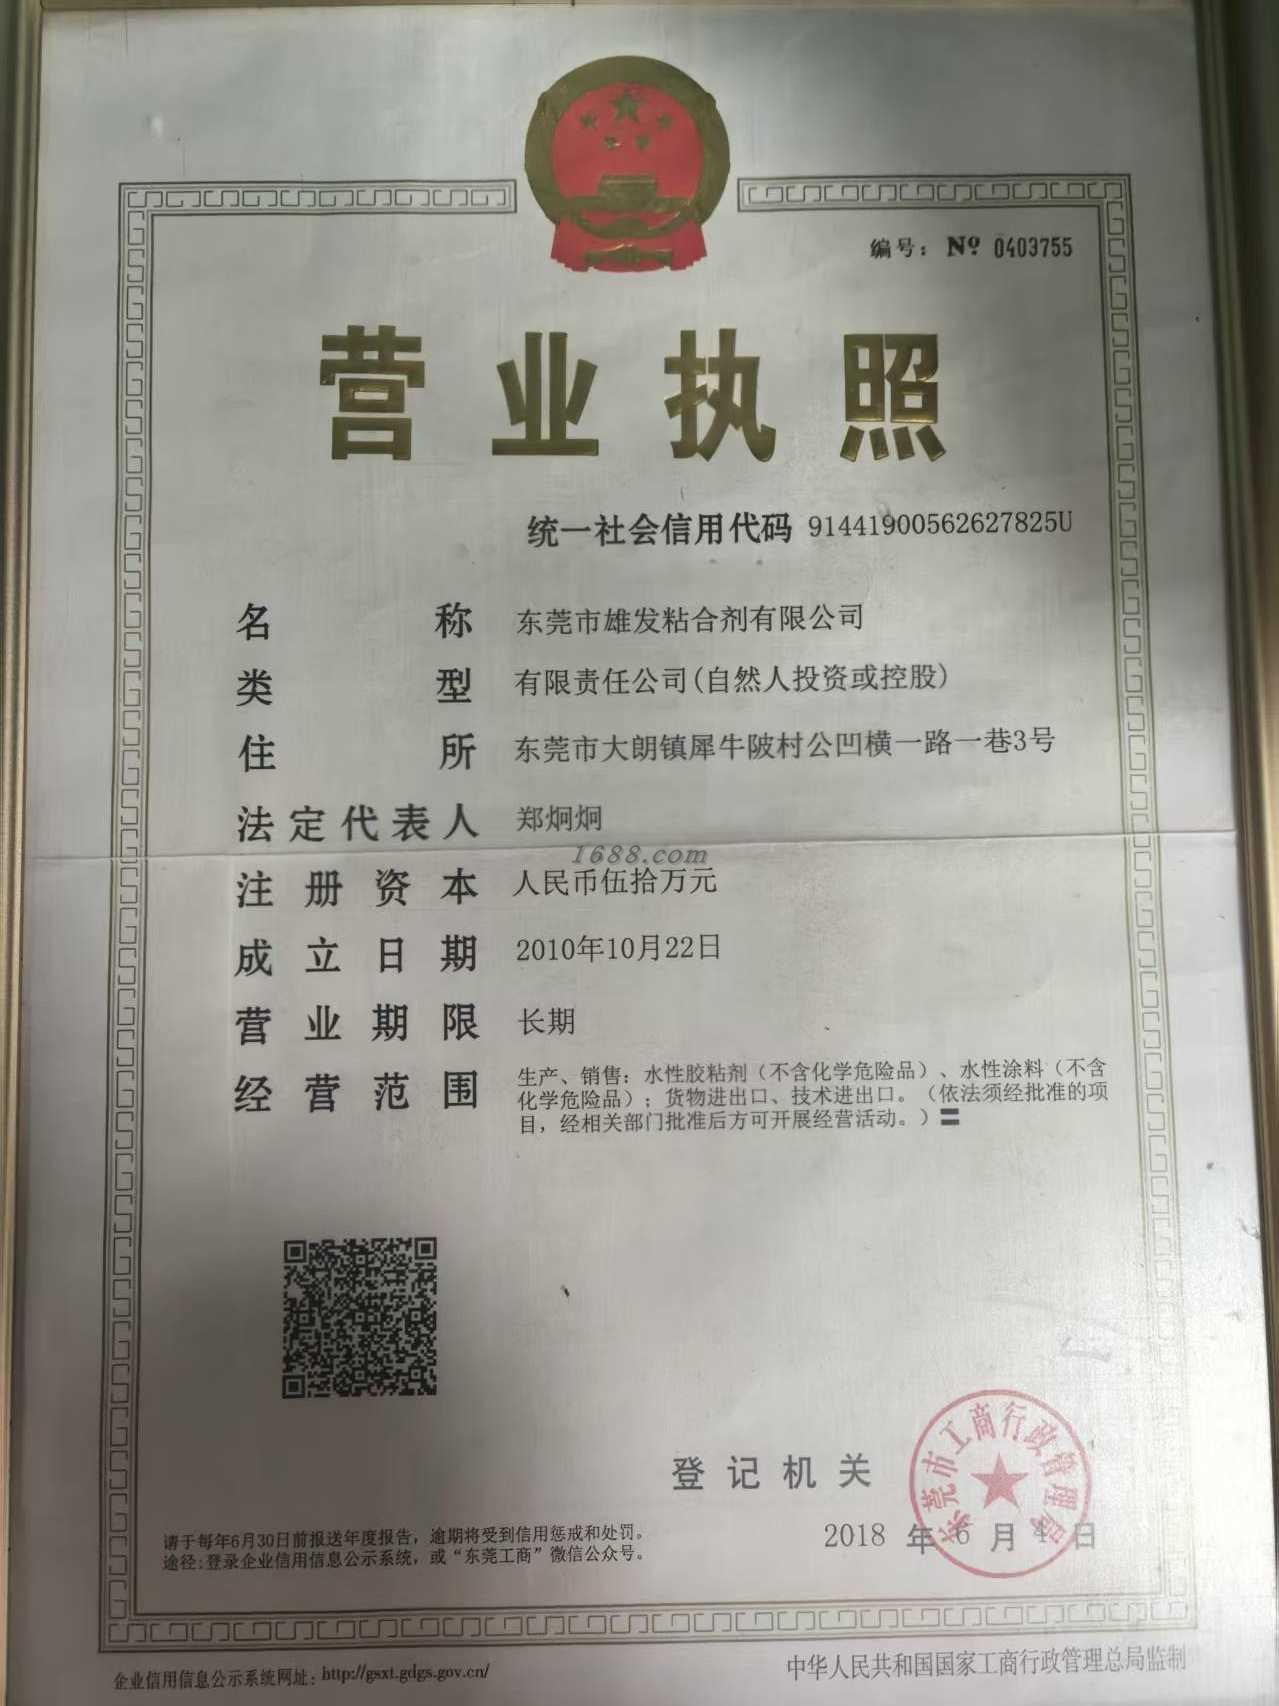 编号： № 0403755
营业执照
统一社会信用代码 91441900562627825U
名称 东莞市雄发粘合剂有限公司
类型 有限责任公司(自然人投资或控股)
住所 东莞市大朗镇犀牛陂村公凹横一路一巷3号
法定代表人 郑炯炯
1688.com
注册资本 人民币伍拾万元
成立日期 2010年10月22日
营业期限 长期
经营范围 生产、销售：水性胶粘剂（不含化学危险品）、水性涂料（不含
化学危险品）；货物进出口、技术进出口。（依法须经批准的项
目，经相关部门批准后方可开展经营活动。）〓
登记机关
东莞市工商行政管理局
2018 年 6 月 4 日
请于每年6月30日前报送年度报告，逾期将受到信用惩戒和处罚。
途径:登录企业信用信息公示系统，或“东莞工商”微信公众号。
企业信用信息公示系统网址：http://gsxt.gdgs.gov.cn/
中华人民共和国国家工商行政管理总局监制